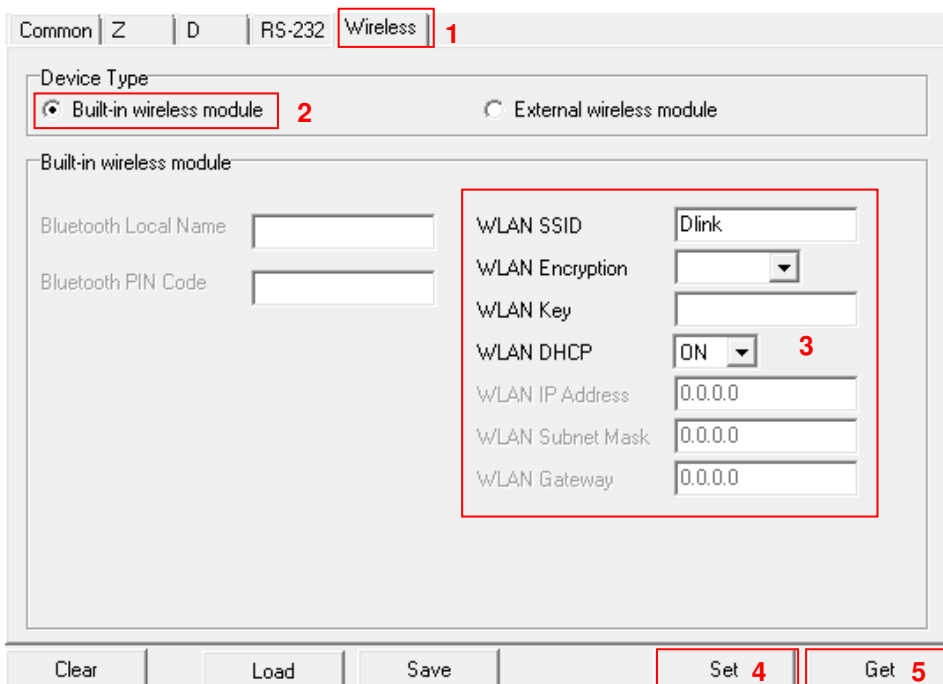 Common Z D RS-232 Wireless 1
Device Type
Built-in wireless module 2 External wireless module
Built-in wireless module
Bluetooth Local Name
Bluetooth PIN Code
WLAN SSID Dlink
WLAN Encryption
WLAN Key
WLAN DHCP ON 3
WLAN IP Address 0.0.0.0
WLAN Subnet Mask 0.0.0.0
WLAN Gateway 0.0.0.0
Clear Load Save Set 4 Get 5